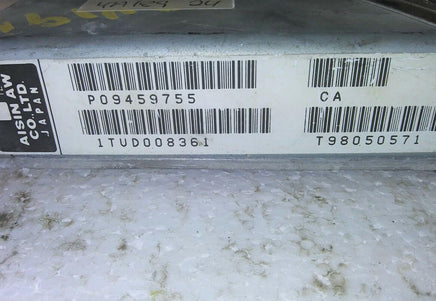 AISIN AW
CO., LTD.
JAPAN
P09459755
CA
1TUD008361
T98050571